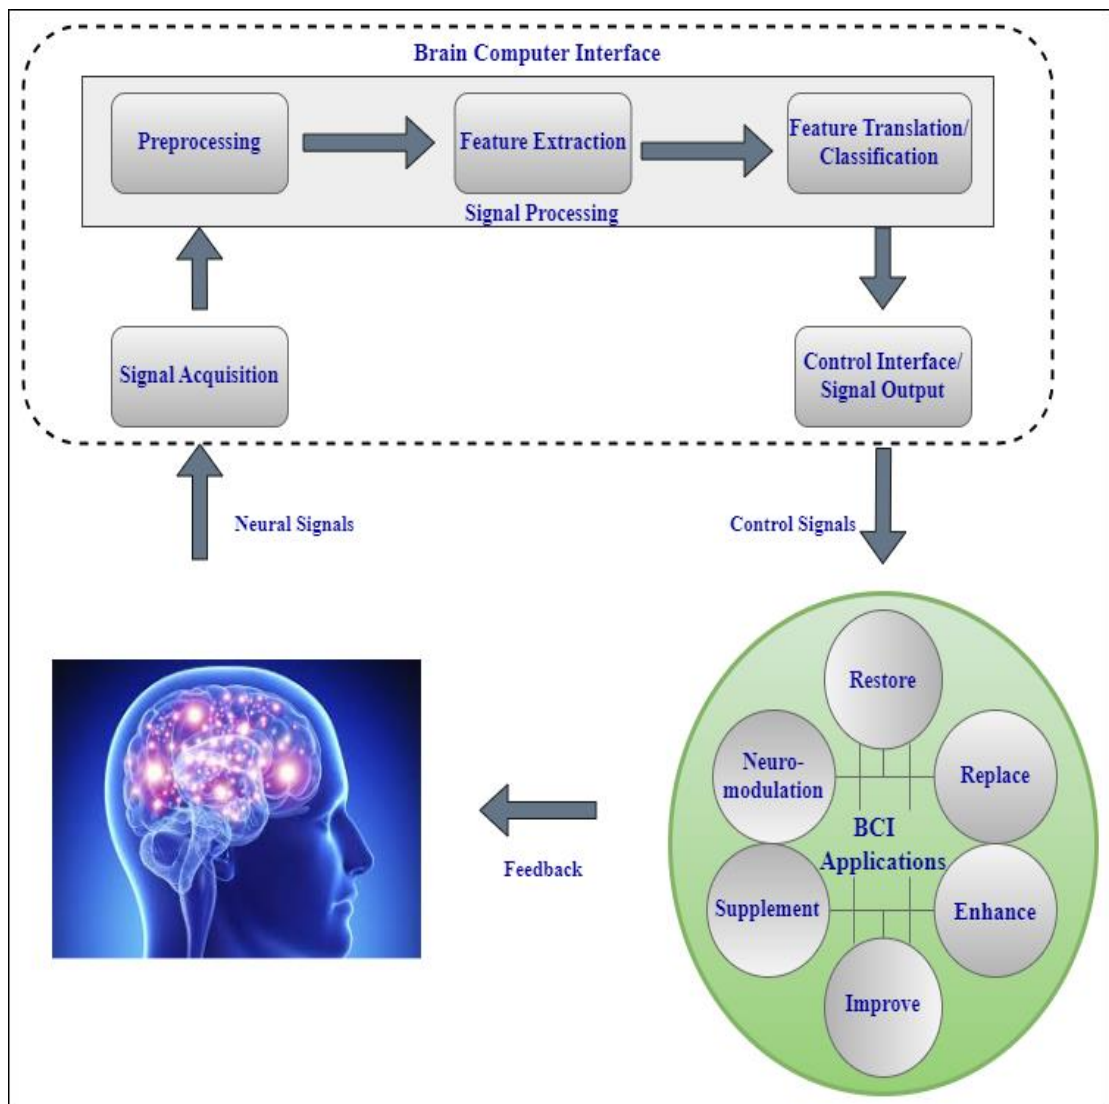 Brain Computer Interface
Preprocessing
Feature Extraction
Feature Translation/
Classification
Signal Processing
Signal Acquisition
Control Interface/
Signal Output
Neural Signals
Control Signals
Restore
Neuro-
modulation
Replace
BCI
Applications
Supplement
Enhance
Improve
Feedback